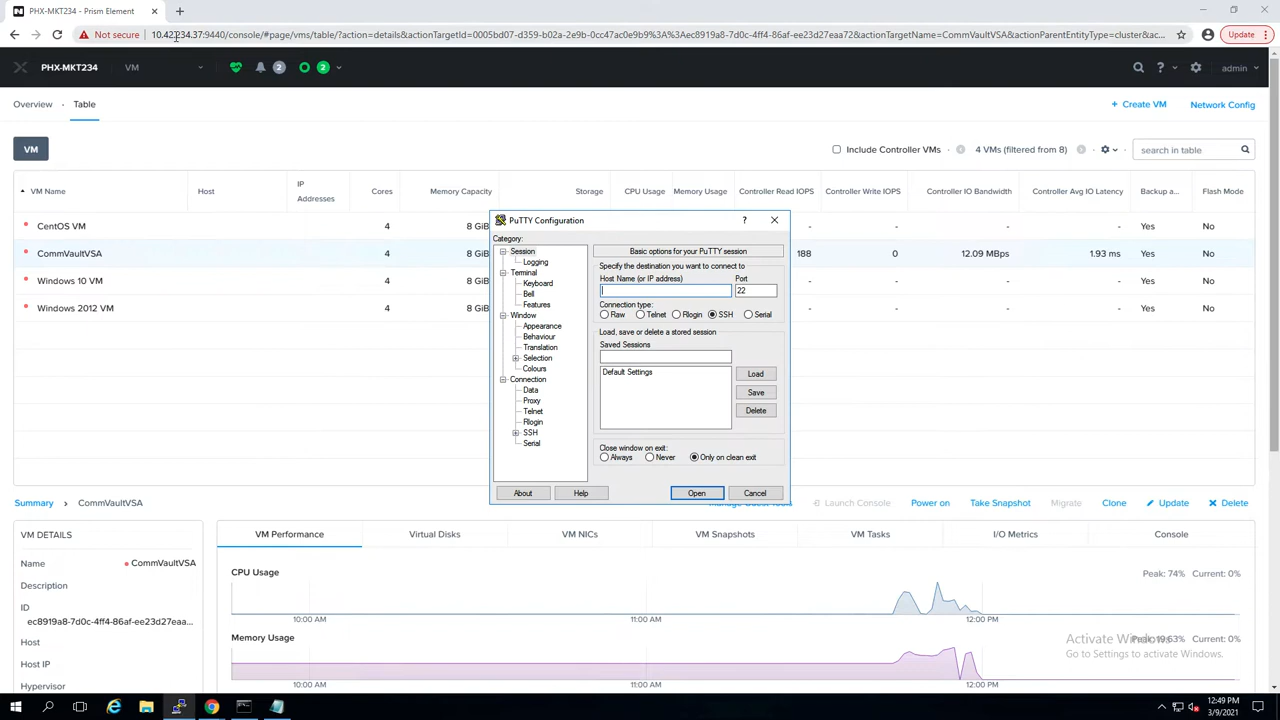 PHX-MKT234 - Prism Element
Not secure
10.42.234.37:9440/console/#page/vms/table/?action=details&actionTargetId=0005bd07-d359-b02a-2e9b-0cc47ac0e9b9%3A%3Aec8919a8-7d0c-4ff4-86af-ee23d27eaa72&actionTargetName=CommVaultVSA&actionParentEntityType=cluster&ac...
Update
PHX-MKT234
VM
2
2
?
admin
Overview
Table
+ Create VM
Network Config
VM
Include Controller VMs
4 VMs (filtered from 8)
search in table
VM Name
Host
IP Addresses
Cores
Memory Capacity
Storage
CPU Usage
Memory Usage
Controller Read IOPS
Controller Write IOPS
Controller IO Bandwidth
Controller Avg IO Latency
Backup a...
Flash Mode
CentOS VM
4
8 GiB
-
-
-
-
Yes
No
CommVaultVSA
4
8 GiB
188
0
12.09 MBps
1.93 ms
Yes
No
Windows 10 VM
4
8 GiB
-
-
-
-
Yes
No
Windows 2012 VM
4
8 GiB
-
-
-
-
Yes
No
PuTTY Configuration
?
Category:
Session
Logging
Terminal
Keyboard
Bell
Features
Window
Appearance
Behaviour
Translation
Selection
Colours
Connection
Data
Proxy
Telnet
Rlogin
SSH
Serial
Basic options for your PuTTY session
Specify the destination you want to connect to
Host Name (or IP address)
Port
22
Connection type:
Raw
Telnet
Rlogin
SSH
Serial
Load, save or delete a stored session
Saved Sessions
Default Settings
Load
Save
Delete
Close window on exit:
Always
Never
Only on clean exit
About
Help
Open
Cancel
Summary
CommVaultVSA
Launch Console
Power on
Take Snapshot
Migrate
Clone
Update
Delete
VM DETAILS
Name
CommVaultVSA
Description
ID
ec8919a8-7d0c-4ff4-86af-ee23d27eaa...
Host
Host IP
Hypervisor
VM Performance
Virtual Disks
VM NICs
VM Snapshots
VM Tasks
I/O Metrics
Console
CPU Usage
Peak: 74%
Current: 0%
10:00 AM
11:00 AM
12:00 PM
Memory Usage
Current: 0%
10:00 AM
11:00 AM
12:00 PM
Activate Windows
Go to Settings to activate Windows.
12:49 PM
3/9/2021